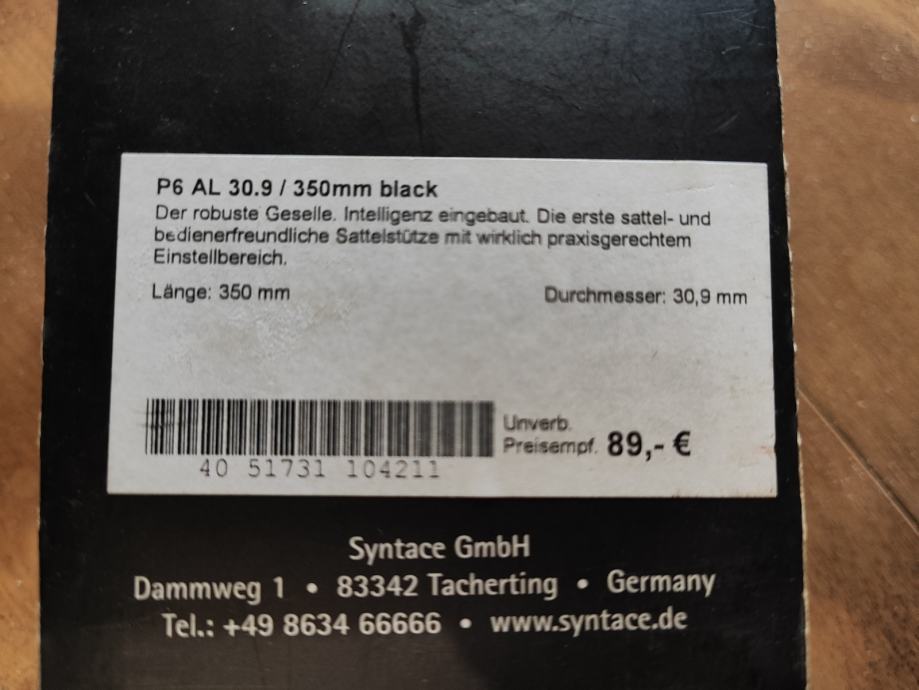 P6 AL 30.9 / 350mm black
Der robuste Geselle. Intelligenz eingebaut. Die erste sattel- und
bedienerfreundliche Sattelstütze mit wirklich praxisgerechtem
Einstellbereich.
Länge: 350 mm Durchmesser: 30,9 mm
Unverb.
Preisempf. 89,- €
40 51731 104211
Syntace GmbH
Dammweg 1 • 83342 Tacherting • Germany
Tel.: +49 8634 66666 • www.syntace.de